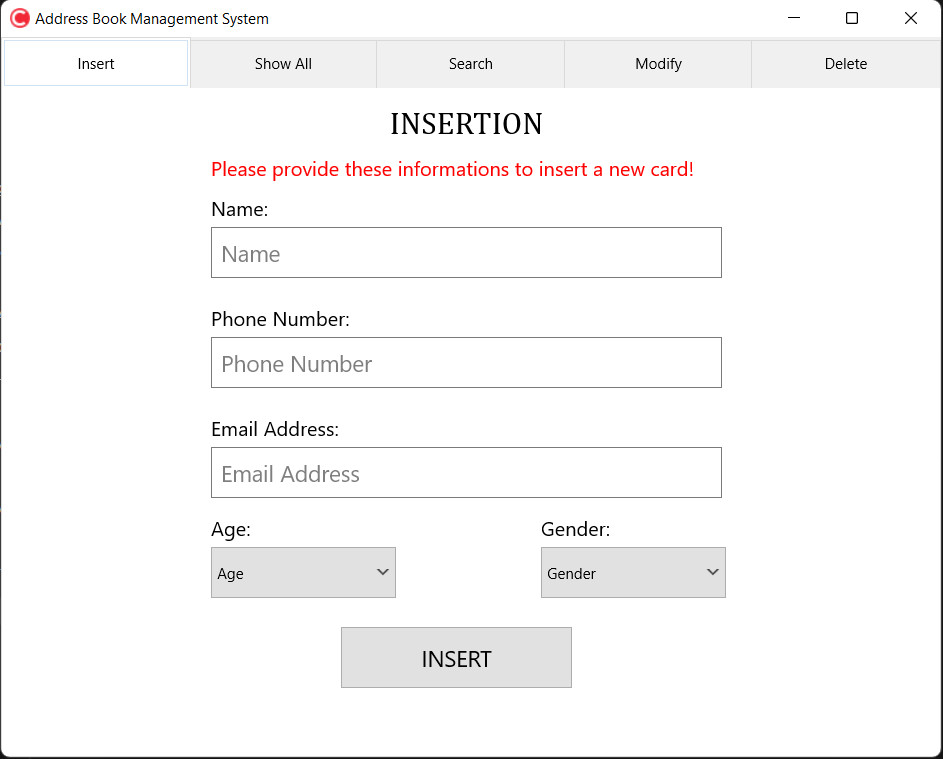 Address Book Management System
Insert Show All Search Modify Delete
INSERTION
Please provide these informations to insert a new card!
Name:
Name
Phone Number:
Phone Number
Email Address:
Email Address
Age: Gender:
Age Gender
INSERT